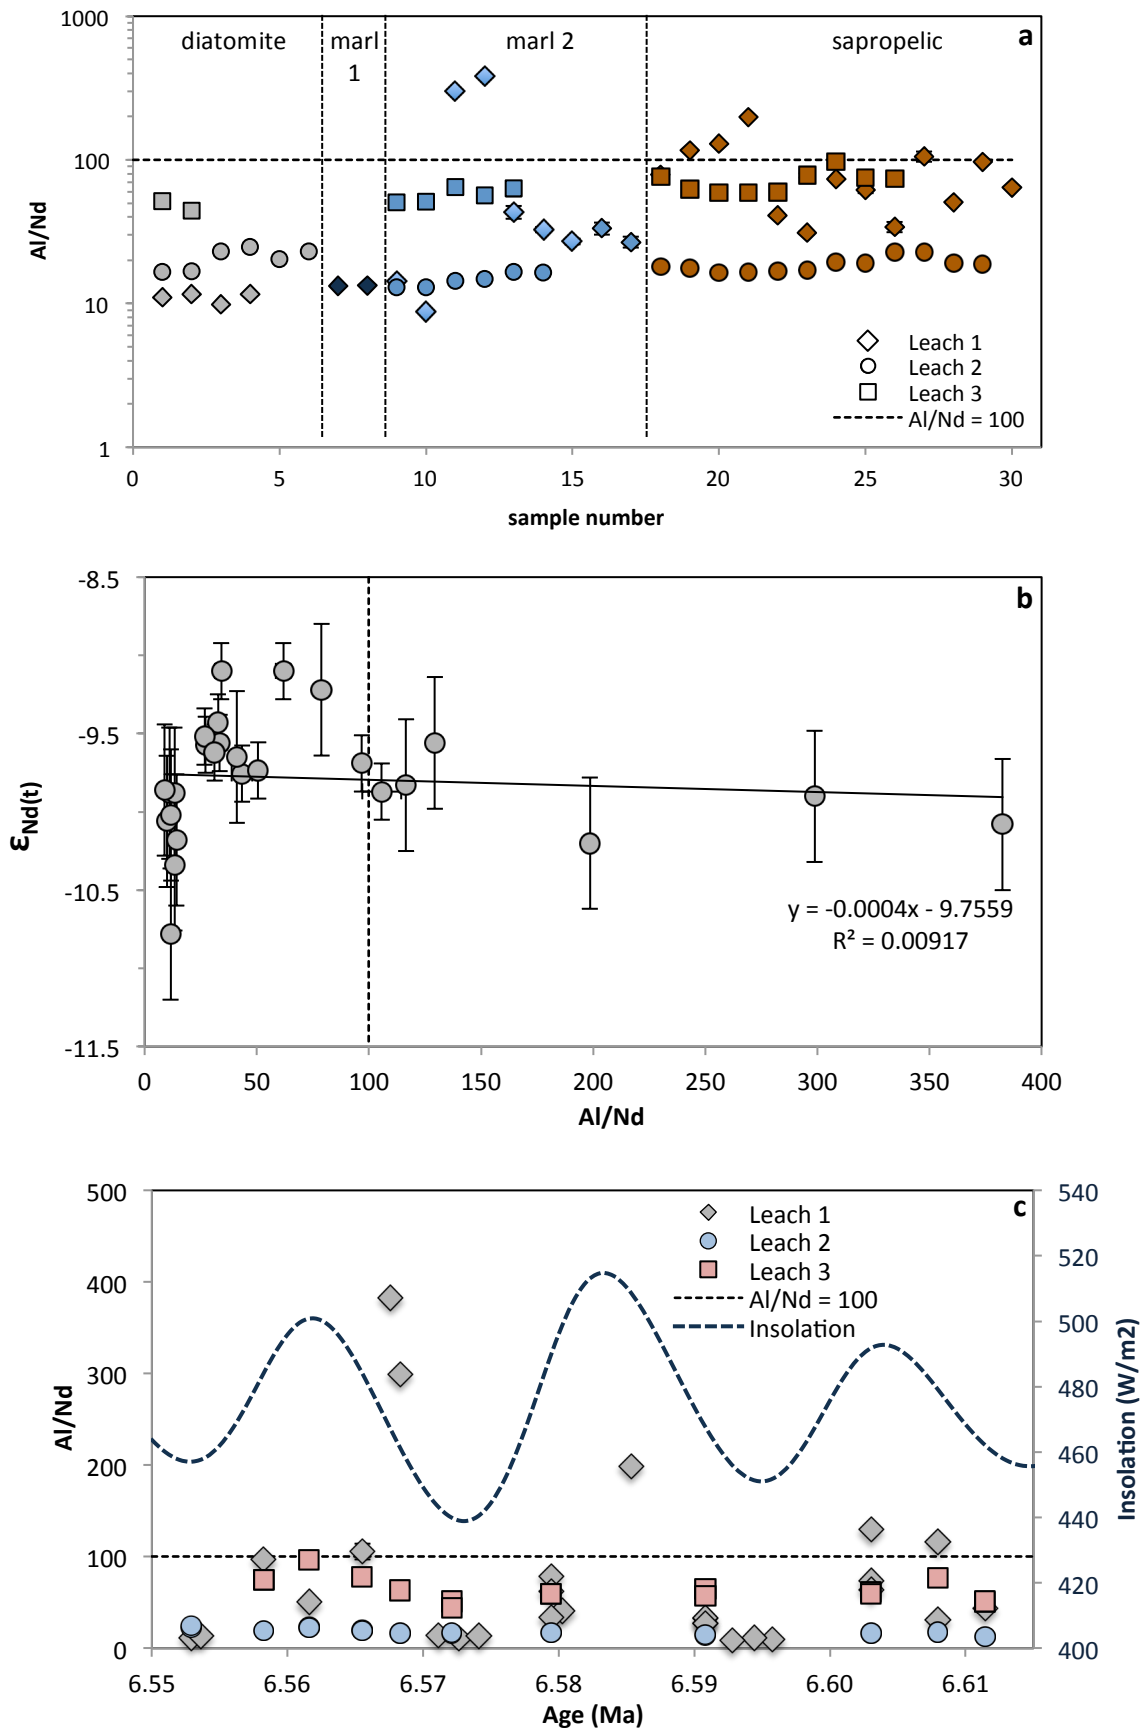 1000
diatomite
marl
1
marl 2
sapropelic
a
100
10
1
Al/Nd
Leach 1
Leach 2
Leach 3
Al/Nd = 100
0
5
10
15
20
25
30
sample number
-8.5
b
-9.5
-10.5
-11.5
εNd(t)
y = -0.0004x - 9.7559
R² = 0.00917
0
50
100
150
200
250
300
350
400
Al/Nd
500
540
c
Leach 1
Leach 2
Leach 3
Al/Nd = 100
Insolation
400
300
200
100
0
Al/Nd
520
500
480
460
440
420
400
Insolation (W/m2)
6.55
6.56
6.57
6.58
6.59
6.60
6.61
Age (Ma)